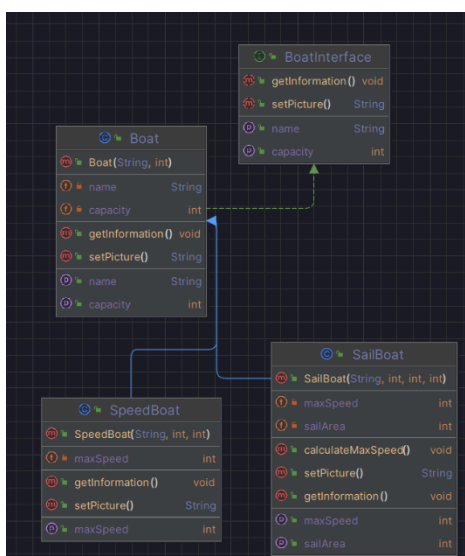 BoatInterface
getInformation() void
setPicture() String
name String
capacity int
Boat
Boat(String, int)
name String
capacity int
getInformation() void
setPicture() String
name String
capacity int
SpeedBoat
SpeedBoat(String, int, int)
maxSpeed int
getInformation() void
setPicture() String
maxSpeed int
SailBoat
SailBoat(String, int, int, int)
maxSpeed int
sailArea int
calculateMaxSpeed() void
setPicture() String
getInformation() void
maxSpeed int
sailArea int